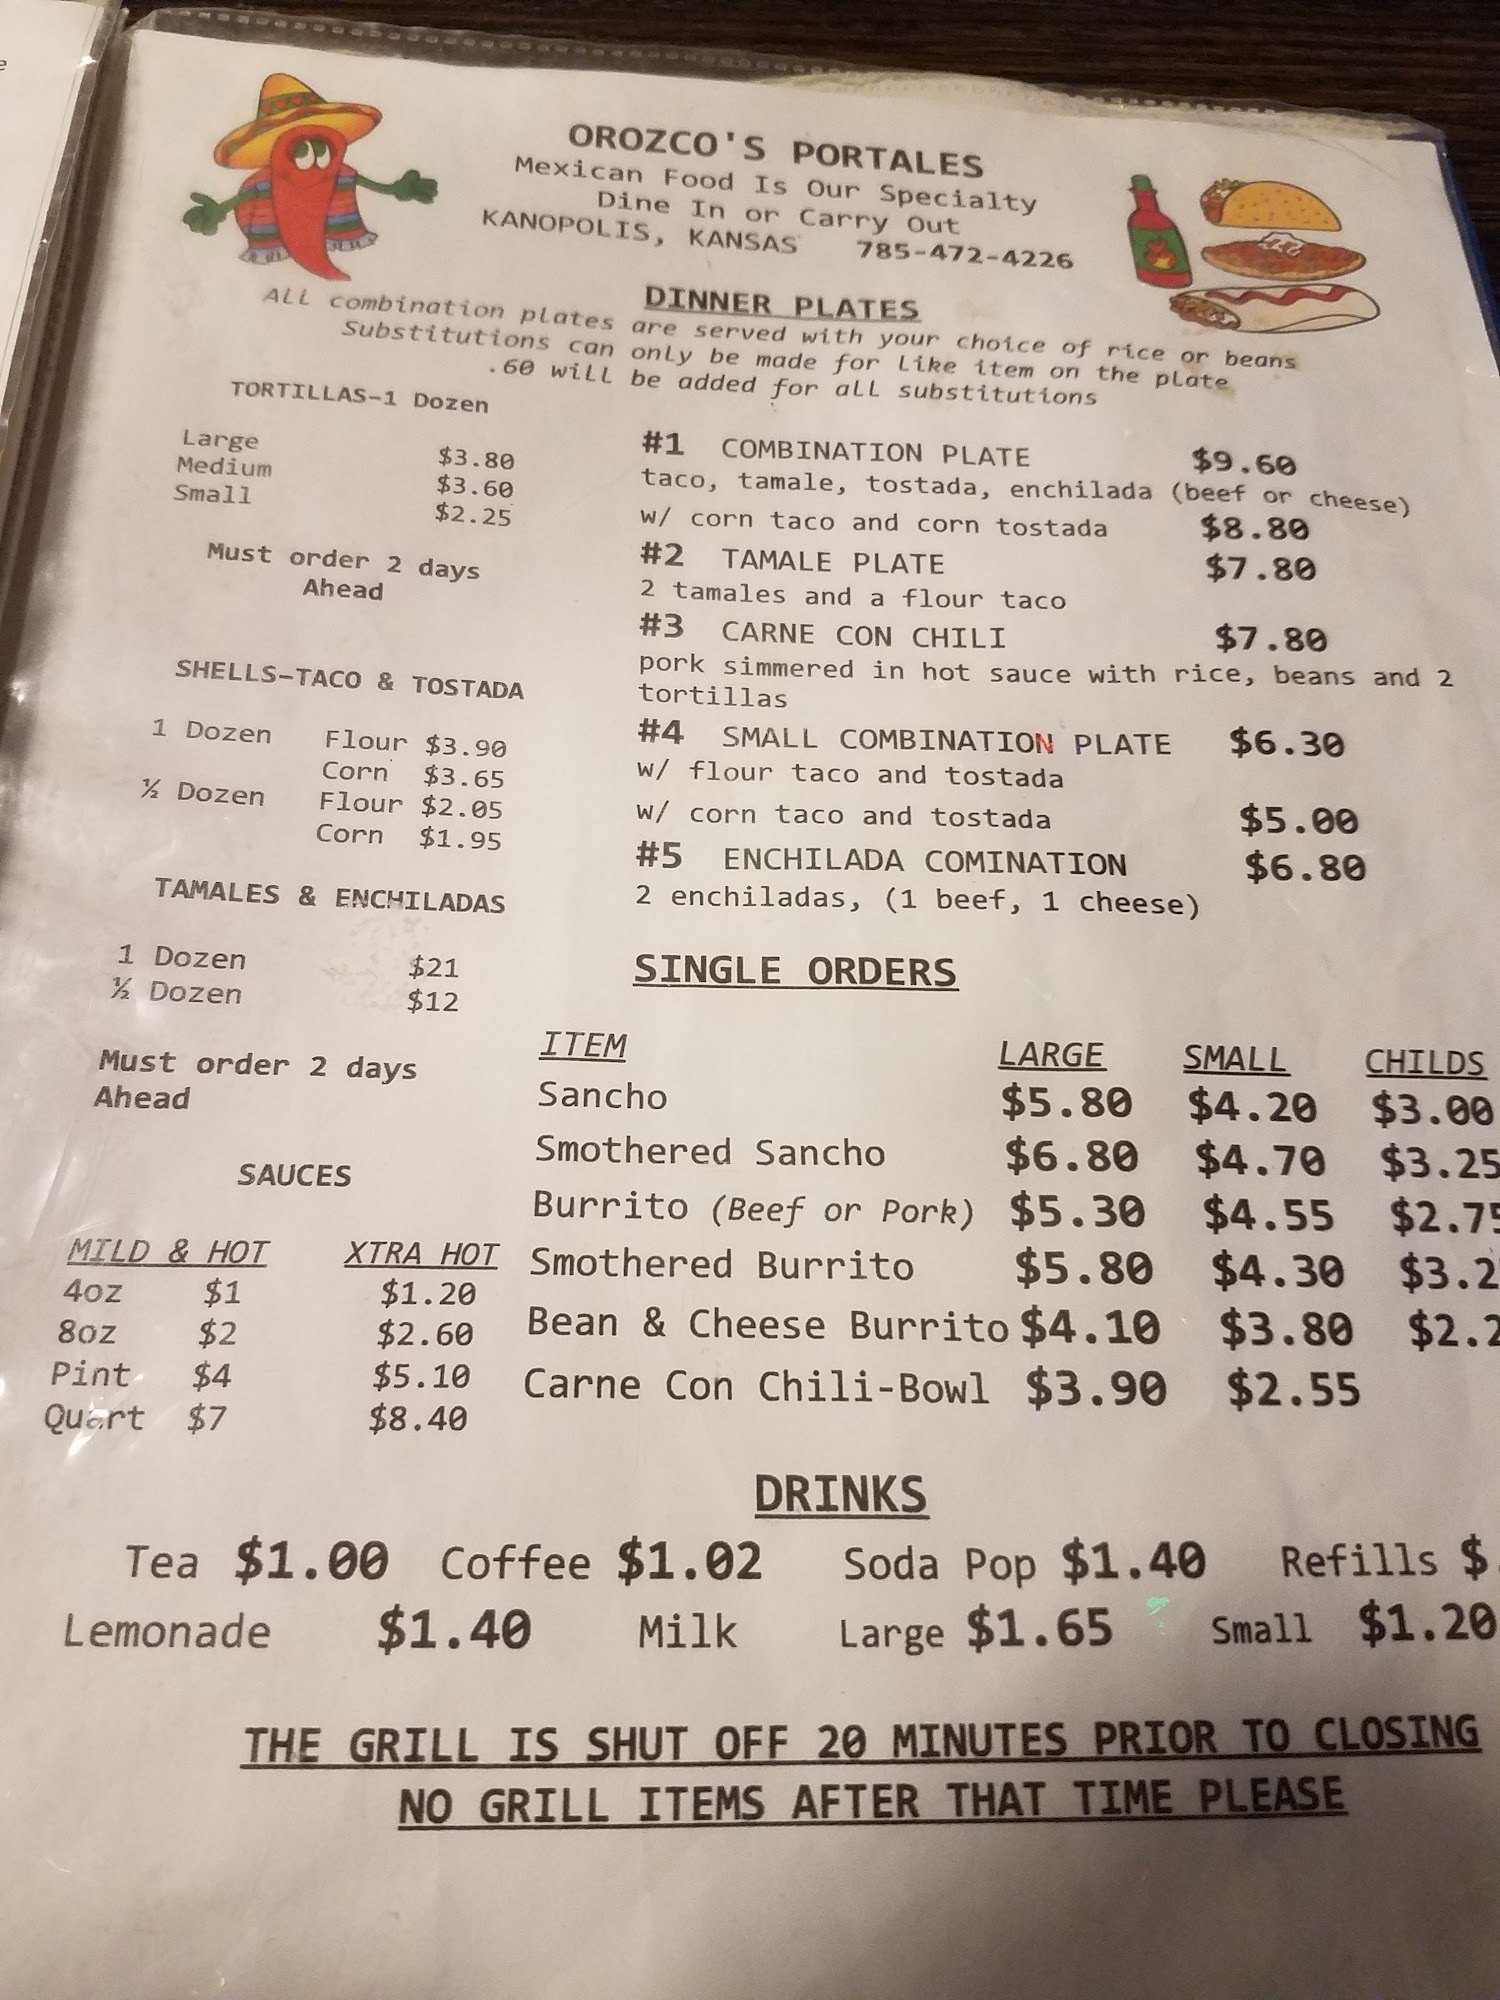 OROZCO'S PORTALES
Mexican Food Is Our Specialty
Dine In or Carry Out
KANOPOLIS, KANSAS 785-472-4226
DINNER PLATES
ALL combination plates are served with your choice of rice or beans
Substitutions can only be made for like item on the plate
.60 will be added for all substitutions
TORTILLAS-1 Dozen
Large $3.80
Medium $3.60
Small $2.25
Must order 2 days
Ahead
SHELLS-TACO & TOSTADA
1 Dozen Flour $3.90
Corn $3.65
½ Dozen Flour $2.05
Corn $1.95
TAMALES & ENCHILADAS
1 Dozen $21
½ Dozen $12
Must order 2 days
Ahead
SAUCES
MILD & HOT XTRA HOT
4oz $1 $1.20
8oz $2 $2.60
Pint $4 $5.10
Quart $7 $8.40
#1 COMBINATION PLATE $9.60
taco, tamale, tostada, enchilada (beef or cheese)
w/ corn taco and corn tostada $8.80
#2 TAMALE PLATE $7.80
2 tamales and a flour taco
#3 CARNE CON CHILI $7.80
pork simmered in hot sauce with rice, beans and 2
tortillas
#4 SMALL COMBINATION PLATE $6.30
w/ flour taco and tostada
w/ corn taco and tostada $5.00
#5 ENCHILADA COMINATION $6.80
2 enchiladas, (1 beef, 1 cheese)
SINGLE ORDERS
ITEM LARGE SMALL CHILDS
Sancho $5.80 $4.20 $3.00
Smothered Sancho $6.80 $4.70 $3.25
Burrito (Beef or Pork) $5.30 $4.55 $2.75
Smothered Burrito $5.80 $4.30 $3.2
Bean & Cheese Burrito $4.10 $3.80 $2.2
Carne Con Chili-Bowl $3.90 $2.55
DRINKS
Tea $1.00 Coffee $1.02 Soda Pop $1.40 Refills $.
Lemonade $1.40 Milk Large $1.65 Small $1.20
THE GRILL IS SHUT OFF 20 MINUTES PRIOR TO CLOSING
NO GRILL ITEMS AFTER THAT TIME PLEASE